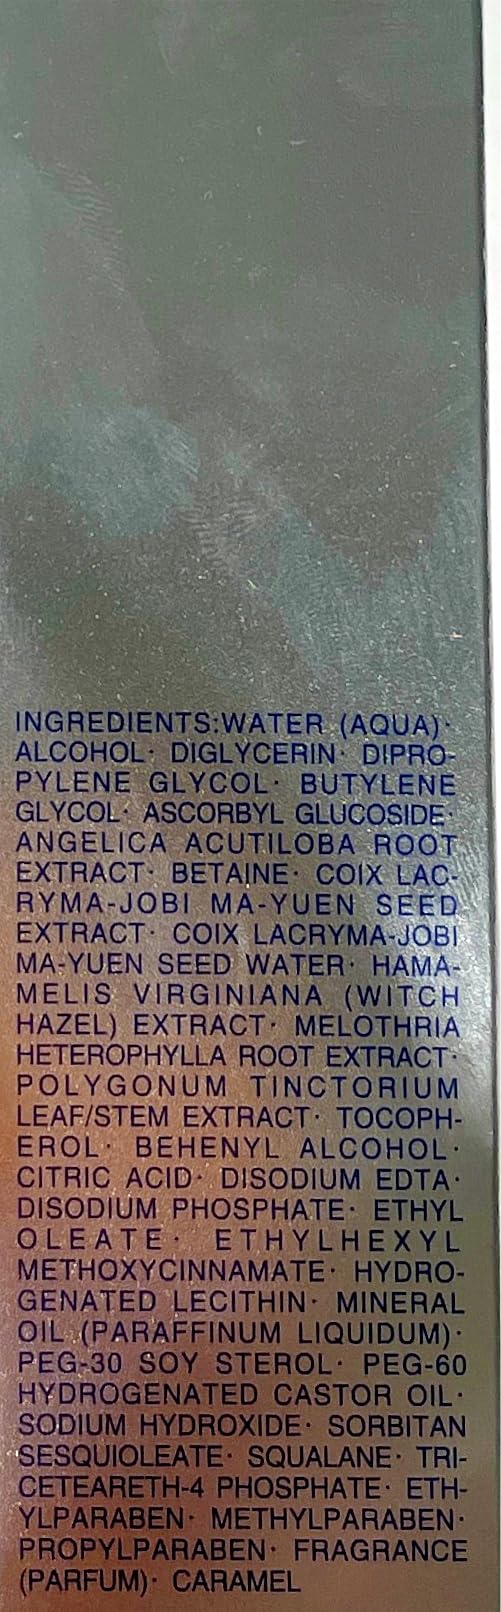 INGREDIENTS:WATER (AQUA)·
ALCOHOL· DIGLYCERIN· DIPRO-
PYLENE GLYCOL· BUTYLENE
GLYCOL· ASCORBYL GLUCOSIDE·
ANGELICA ACUTILOBA ROOT
EXTRACT· BETAINE· COIX LAC-
RYMA-JOBI MA-YUEN SEED
EXTRACT· COIX LACRYMA-JOBI
MA-YUEN SEED WATER· HAMA-
MELIS VIRGINIANA (WITCH
HAZEL) EXTRACT· MELOTHRIA
HETEROPHYLLA ROOT EXTRACT·
POLYGONUM TINCTORIUM
LEAF/STEM EXTRACT· TOCOPH-
EROL· BEHENYL ALCOHOL·
CITRIC ACID· DISODIUM EDTA·
DISODIUM PHOSPHATE· ETHYL
OLEATE· ETHYLHEXYL
METHOXYCINNAMATE· HYDRO-
GENATED LECITHIN· MINERAL
OIL (PARAFFINUM LIQUIDUM)·
PEG-30 SOY STEROL· PEG-60
HYDROGENATED CASTOR OIL·
SODIUM HYDROXIDE· SORBITAN
SESQUIOLEATE· SQUALANE· TRI-
CETEARETH-4 PHOSPHATE· ETH-
YLPARABEN· METHYLPARABEN·
PROPYLPARABEN· FRAGRANCE
(PARFUM)· CARAMEL